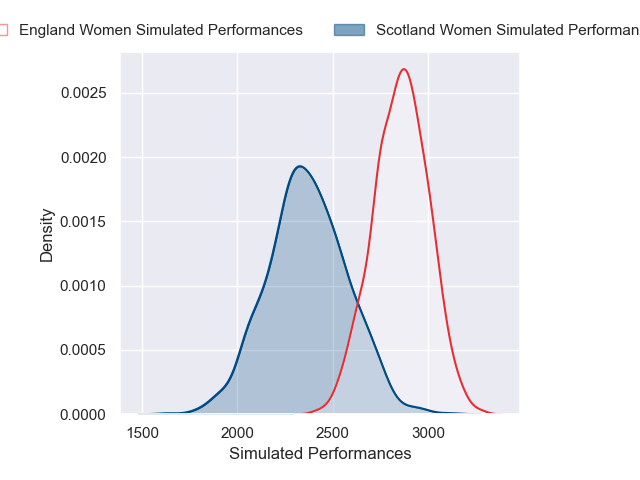 England Women Simulated Performances
Scotland Women Simulated Performan
0.0025
0.0020
0.0015
0.0010
0.0005
0.0000
Density
1500 2000 2500 3000
Simulated Performances